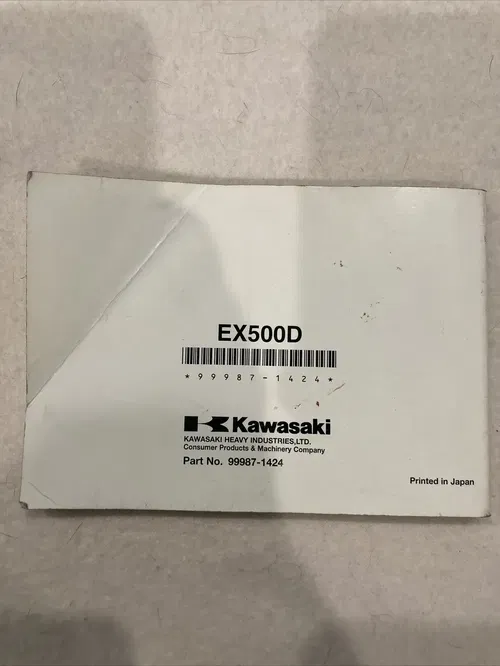 EX500D
*99987-1424*
Kawasaki
KAWASAKI HEAVY INDUSTRIES,LTD.
Consumer Products & Machinery Company
Part No. 99987-1424
Printed in Japan